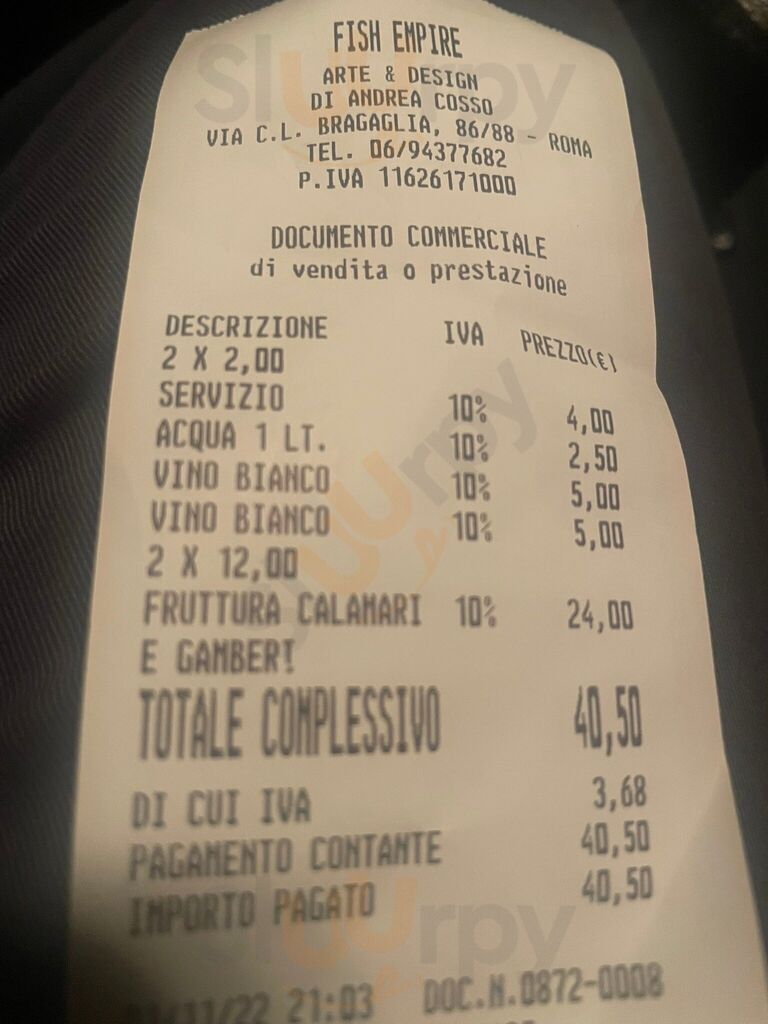 FISH EMPIRE
ARTE & DESIGN
DI ANDREA COSSO
VIA C.L. BRAGAGLIA, 86/88 - ROMA
TEL. 06/94377682
P.IVA 11626171000
DOCUMENTO COMMERCIALE
di vendita o prestazione
DESCRIZIONE IVA PREZZO(€)
2 X 2,00
SERVIZIO 10% 4,00
ACQUA 1 LT. 10% 2,50
VINO BIANCO 10% 5,00
VINO BIANCO 10% 5,00
2 X 12,00
FRUTTURA CALAMARI 10% 24,00
E GAMBERI
TOTALE COMPLESSIVO 40,50
DI CUI IVA 3,68
PAGAMENTO CONTANTE 40,50
IMPORTO PAGATO 40,50
21:03 DOC.N.0872-0008
Sluurpy
Sluurpy
Sluurpy